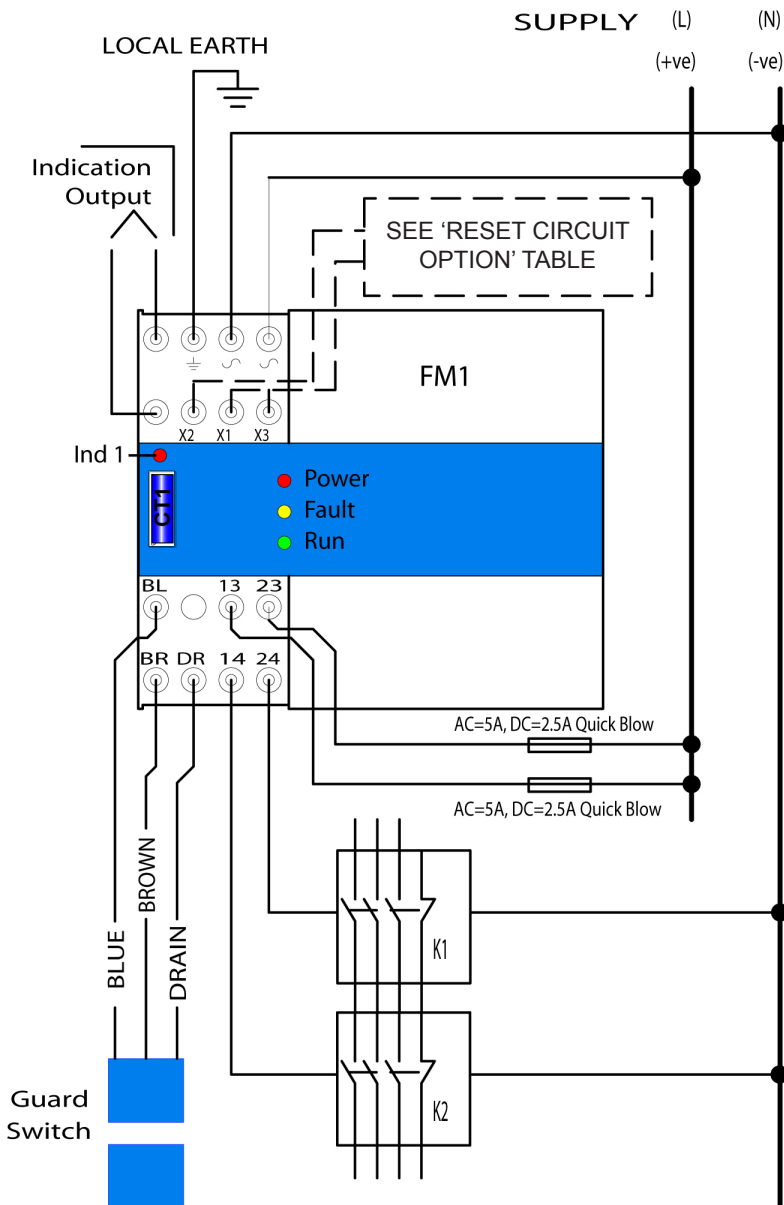 SUPPLY (L) (N)
(+ve) (-ve)
LOCAL EARTH
Indication
Output
SEE ‘RESET CIRCUIT
OPTION’ TABLE
FM1
X2 X1 X3
Ind 1
CT1
Power
Fault
Run
BL 13 23
BR DR 14 24
AC=5A, DC=2.5A Quick Blow
AC=5A, DC=2.5A Quick Blow
BLUE
BROWN
DRAIN
K1
K2
Guard
Switch